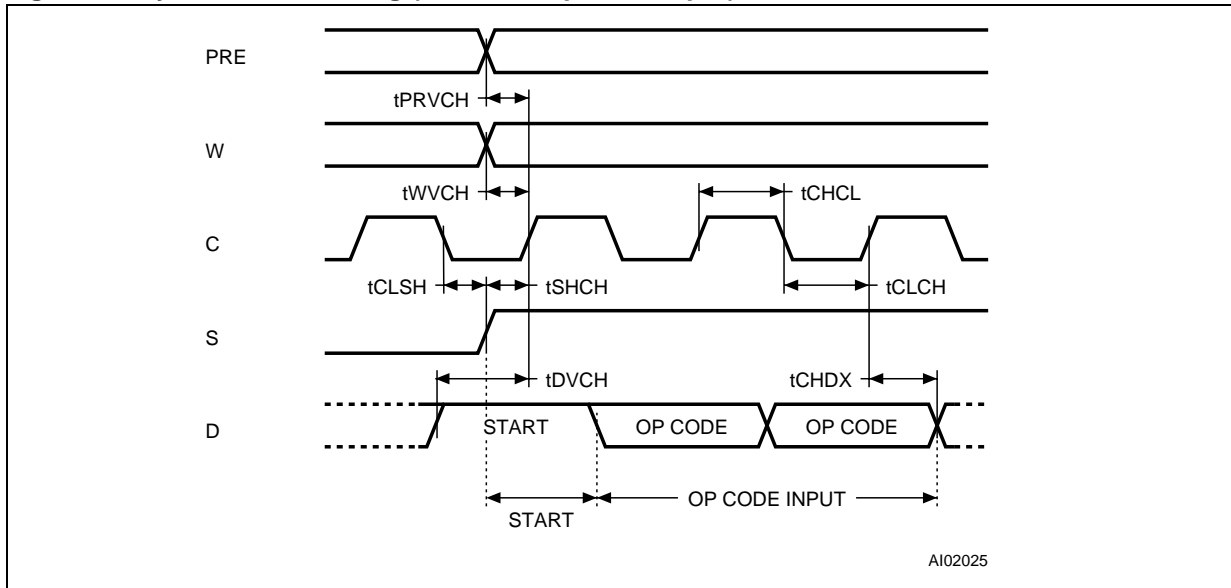 PRE
tPRVCH
W
tWVCH
tCHCL
C
tCLSH
tSHCH
tCLCH
S
tDVCH
tCHDX
D
START
OP CODE
OP CODE
OP CODE INPUT
START
AI02025